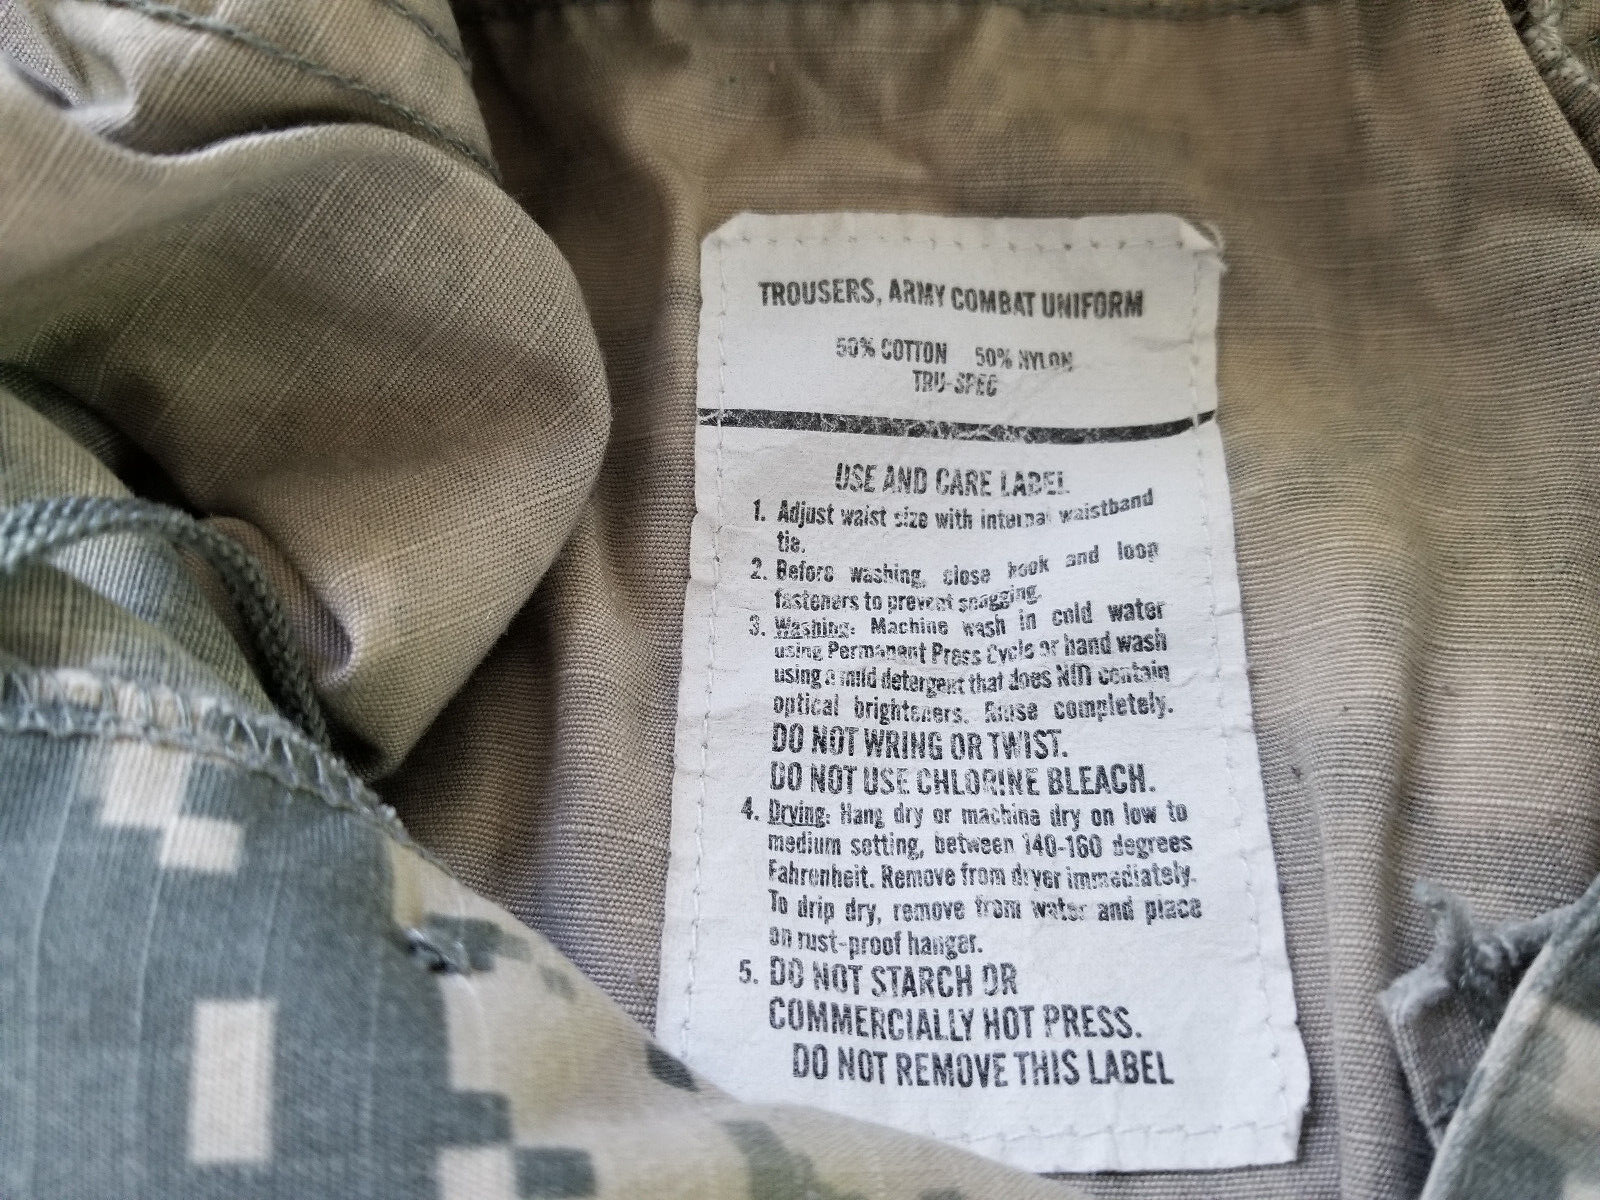 TROUSERS, ARMY COMBAT UNIFORM
50% COTTON 50% NYLON
TRU-SPEC
USE AND CARE LABEL
1. Adjust waist size with internal waistband
tie.
2. Before washing, close hook and loop
fasteners to prevent snagging.
3. Washing: Machine wash in cold water
using Permanent Press Cycle or hand wash
using a mild detergent that does NOT contain
optical brighteners. Rinse completely.
DO NOT WRING OR TWIST.
DO NOT USE CHLORINE BLEACH.
4. Drying: Hang dry or machine dry on low to
medium setting, between 140-160 degrees
Fahrenheit. Remove from dryer immediately.
To drip dry, remove from water and place
on rust-proof hanger.
5. DO NOT STARCH OR
COMMERCIALLY HOT PRESS.
DO NOT REMOVE THIS LABEL